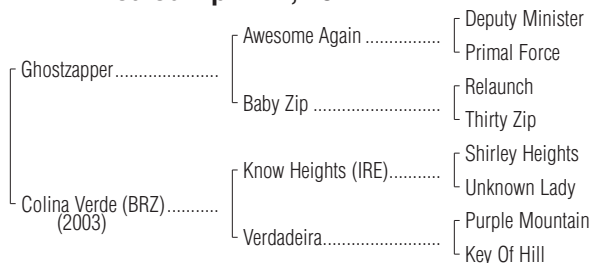 Ghostzapper......................
Awesome Again ................
Deputy Minister
Primal Force
Baby Zip ...........................
Relaunch
Thirty Zip
Colina Verde (BRZ)...........
(2003)
Know Heights (IRE)...........
Shirley Heights
Unknown Lady
Verdadeira.........................
Purple Mountain
Key Of Hill